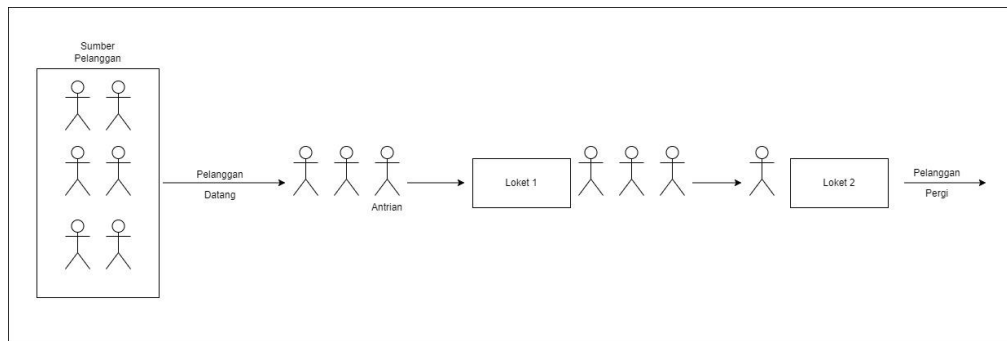 Sumber
Pelanggan
Pelanggan
Datang
Antrian
Loket 1
Loket 2
Pelanggan
Pergi